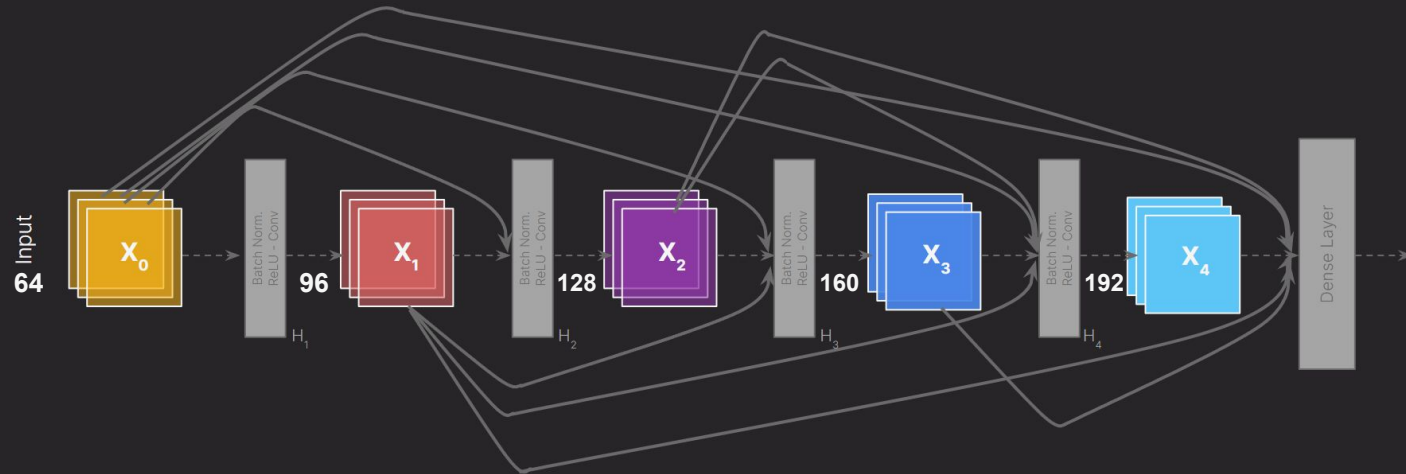 Input
64
X0
Batch Norm.
ReLU - Conv
H1
96
X1
Batch Norm.
ReLU - Conv
H2
128
X2
Batch Norm.
ReLU - Conv
H3
160
X3
Batch Norm.
ReLU - Conv
H4
192
X4
Dense Layer